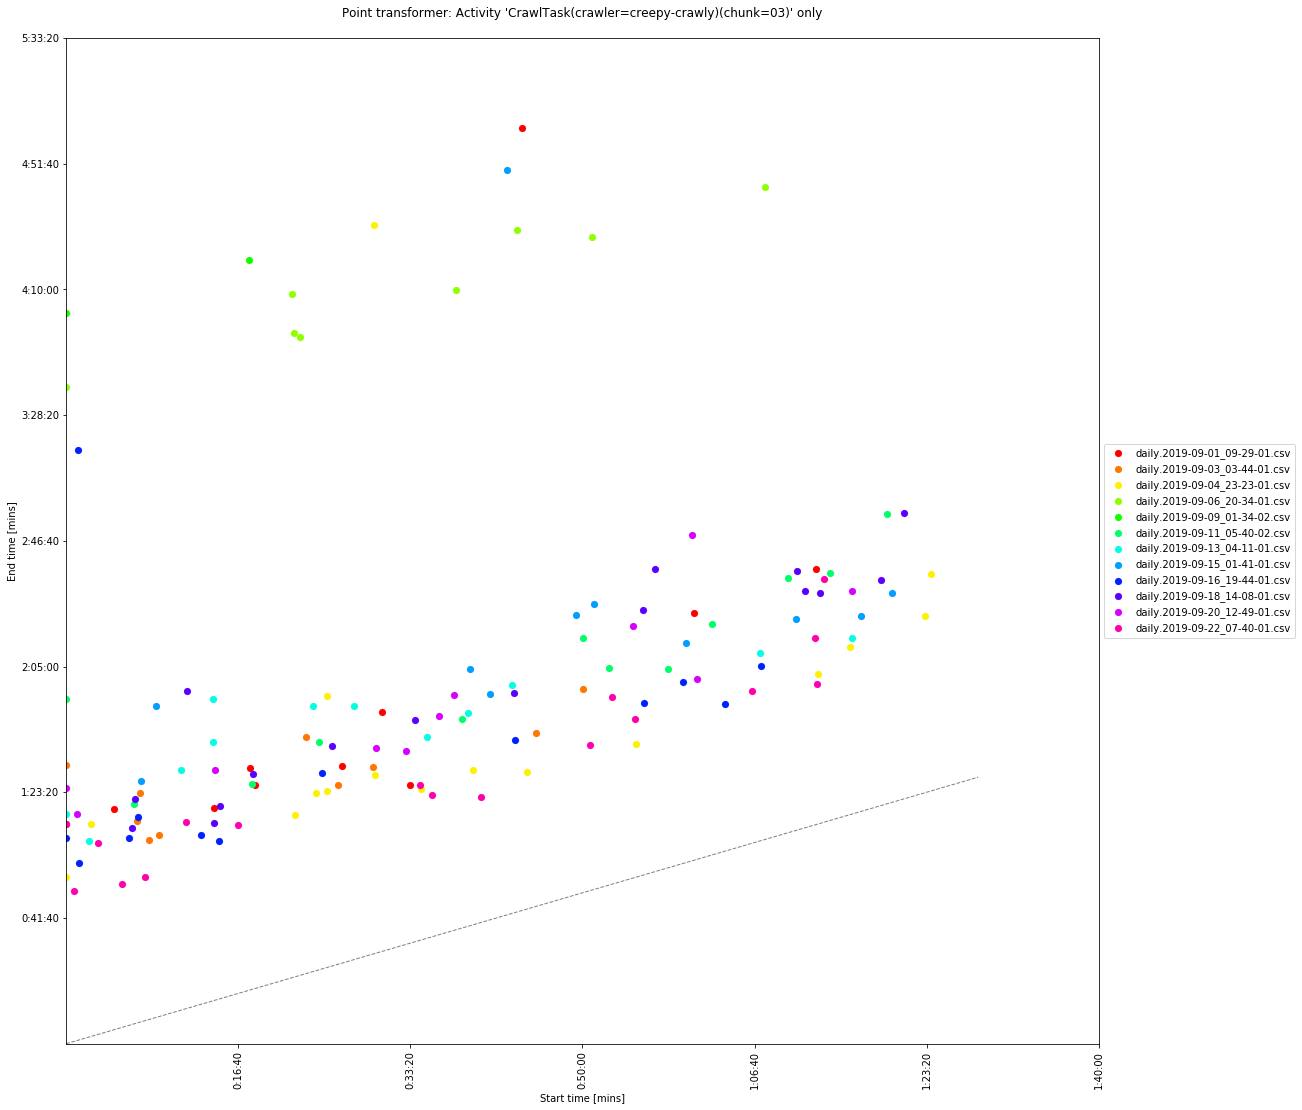 Point transformer: Activity 'CrawlTask(crawler=creepy-crawly)(chunk=03)' only
5:33:20
4:51:40
4:10:00
3:28:20
2:46:40
2:05:00
1:23:20
0:41:40
End time [mins]
0:16:40
0:33:20
0:50:00
1:06:40
1:23:20
1:40:00
Start time [mins]
daily.2019-09-01_09-29-01.csv
daily.2019-09-03_03-44-01.csv
daily.2019-09-04_23-23-01.csv
daily.2019-09-06_20-34-01.csv
daily.2019-09-09_01-34-02.csv
daily.2019-09-11_05-40-02.csv
daily.2019-09-13_04-11-01.csv
daily.2019-09-15_01-41-01.csv
daily.2019-09-16_19-44-01.csv
daily.2019-09-18_14-08-01.csv
daily.2019-09-20_12-49-01.csv
daily.2019-09-22_07-40-01.csv